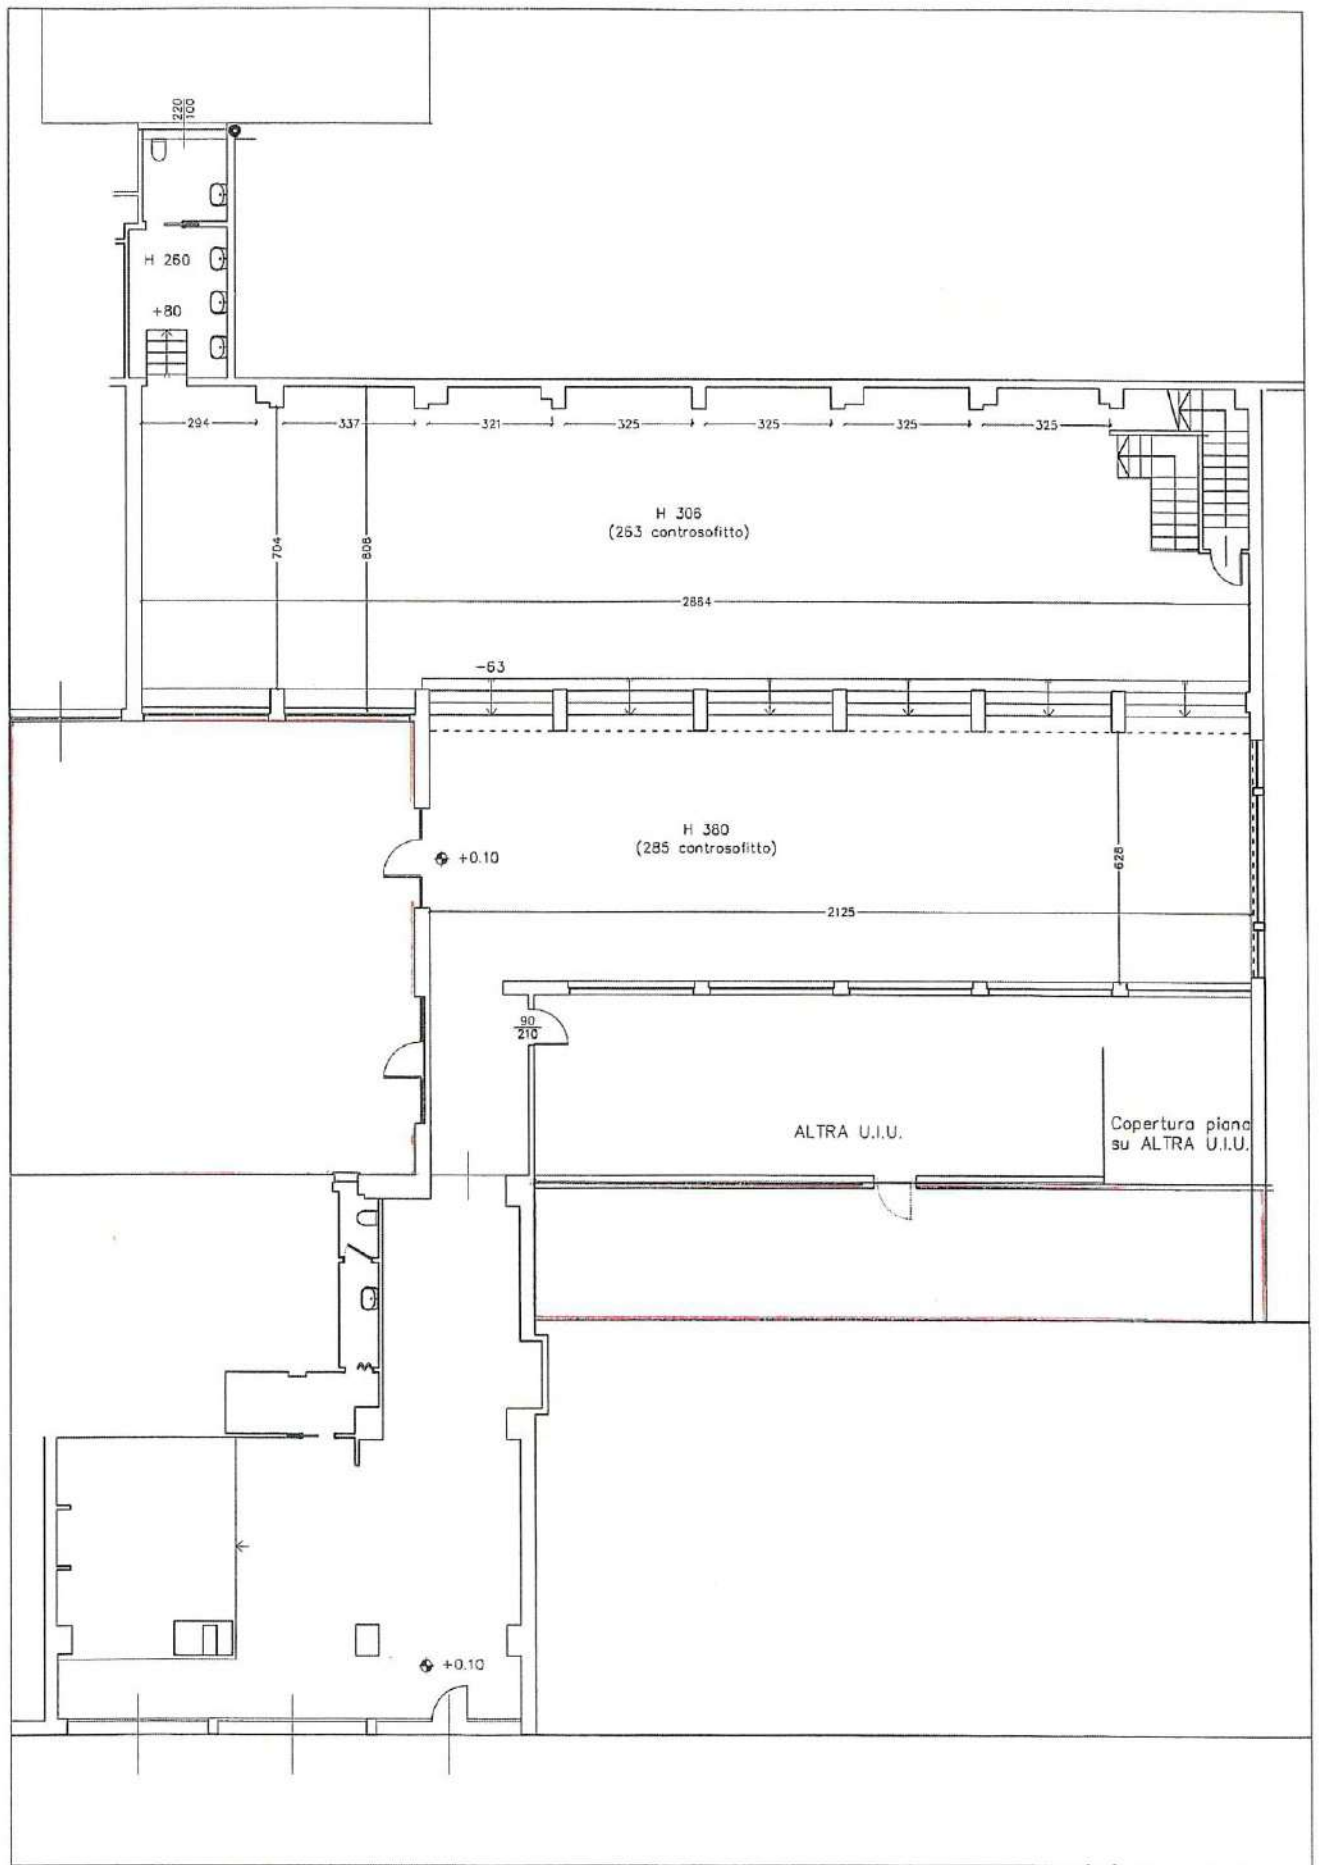 220
100
H 260
+80
294
337
321
325
325
325
325
H 306
(263 controsofitto)
704
808
2884
-63
H 380
(285 controsofitto)
+0.10
628
2125
90
210
ALTRA U.I.U.
Copertura piana
su ALTRA U.I.U.
+0.10